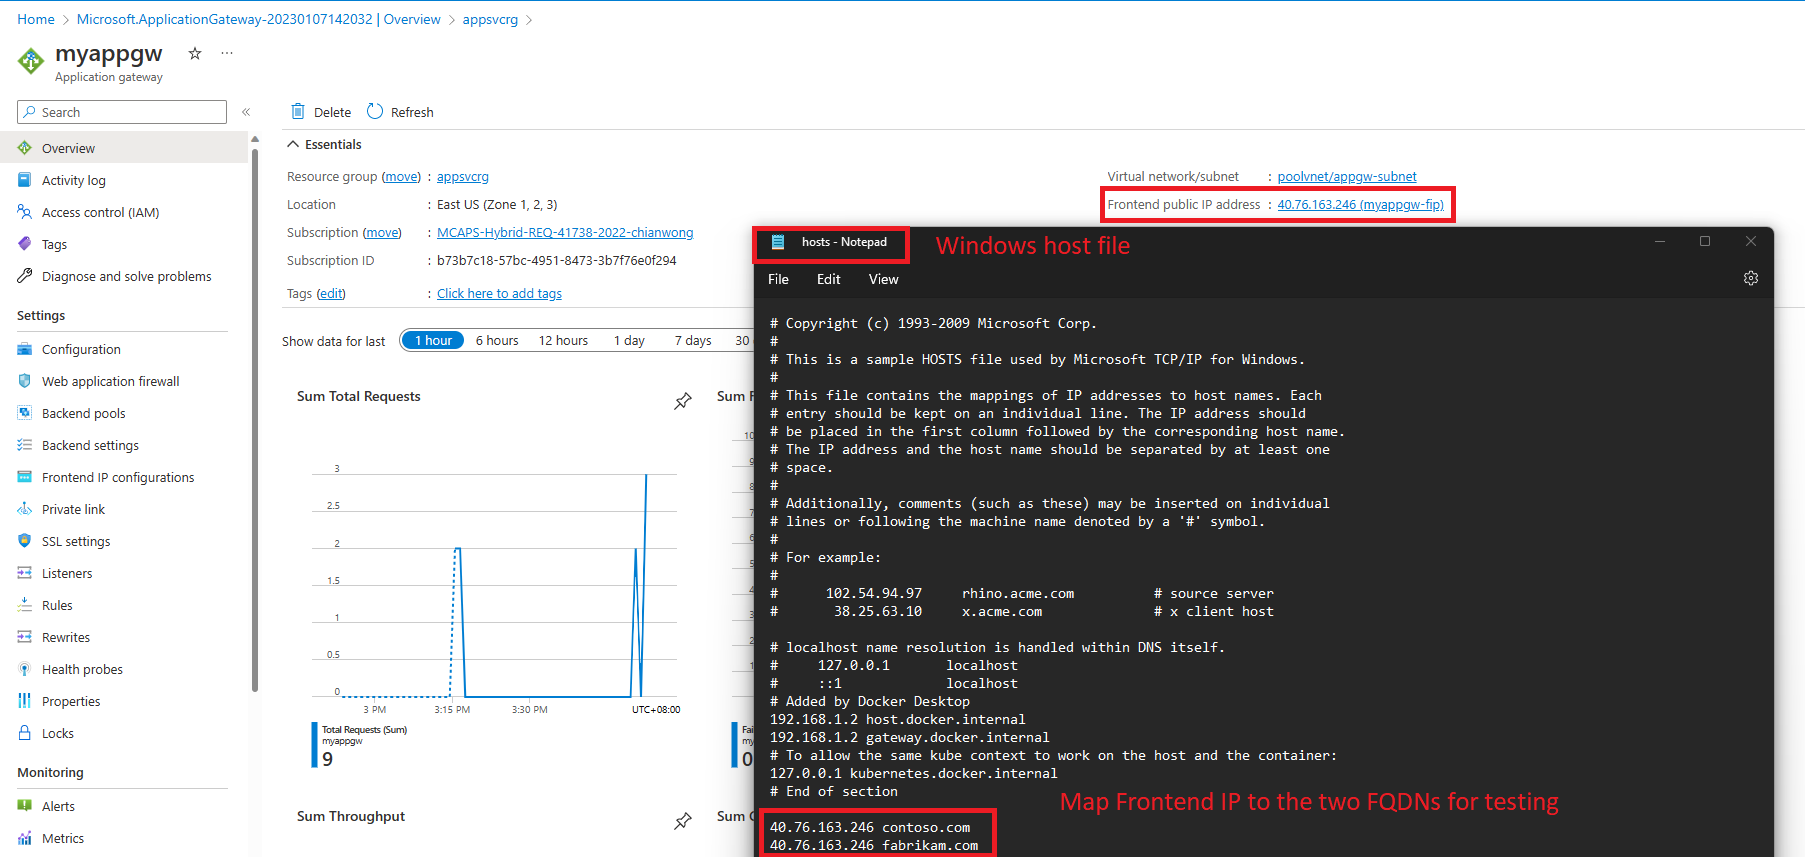 Home > Microsoft.ApplicationGateway-20230107142032 | Overview > appsvcrg >
myappgw
Application gateway
Search
Delete
Refresh
Overview
Activity log
Access control (IAM)
Tags
Diagnose and solve problems
Settings
Configuration
Web application firewall
Backend pools
Backend settings
Frontend IP configurations
Private link
SSL settings
Listeners
Rules
Rewrites
Health probes
Properties
Locks
Monitoring
Alerts
Metrics
Essentials
Resource group (move) : appsvcrg
Location : East US (Zone 1, 2, 3)
Subscription (move) : MCAPS-Hybrid-REQ-41738-2022-chianwong
Subscription ID : b73b7c18-57bc-4951-8473-3b7f76e0f294
Tags (edit) : Click here to add tags
Virtual network/subnet : poolvnet/appgw-subnet
Frontend public IP address : 40.76.163.246 (myappgw-fip)
Show data for last 1 hour 6 hours 12 hours 1 day 7 days 30
Sum Total Requests
3
2.5
2
1.5
1
0.5
0
3 PM 3:15 PM 3:30 PM UTC+08:00
Total Requests (Sum)
myappgw
9
Sum Throughput
Sum F
10
9
8
7
6
5
4
3
2
1
Fai
my
0
Sum C
hosts - Notepad
Windows host file
File Edit View
# Copyright (c) 1993-2009 Microsoft Corp.
#
# This is a sample HOSTS file used by Microsoft TCP/IP for Windows.
#
# This file contains the mappings of IP addresses to host names. Each
# entry should be kept on an individual line. The IP address should
# be placed in the first column followed by the corresponding host name.
# The IP address and the host name should be separated by at least one
# space.
#
# Additionally, comments (such as these) may be inserted on individual
# lines or following the machine name denoted by a '#' symbol.
#
# For example:
#
# 102.54.94.97 rhino.acme.com # source server
# 38.25.63.10 x.acme.com # x client host
# localhost name resolution is handled within DNS itself.
# 127.0.0.1 localhost
# ::1 localhost
# Added by Docker Desktop
192.168.1.2 host.docker.internal
192.168.1.2 gateway.docker.internal
# To allow the same kube context to work on the host and the container:
127.0.0.1 kubernetes.docker.internal
# End of section
Map Frontend IP to the two FQDNs for testing
40.76.163.246 contoso.com
40.76.163.246 fabrikam.com